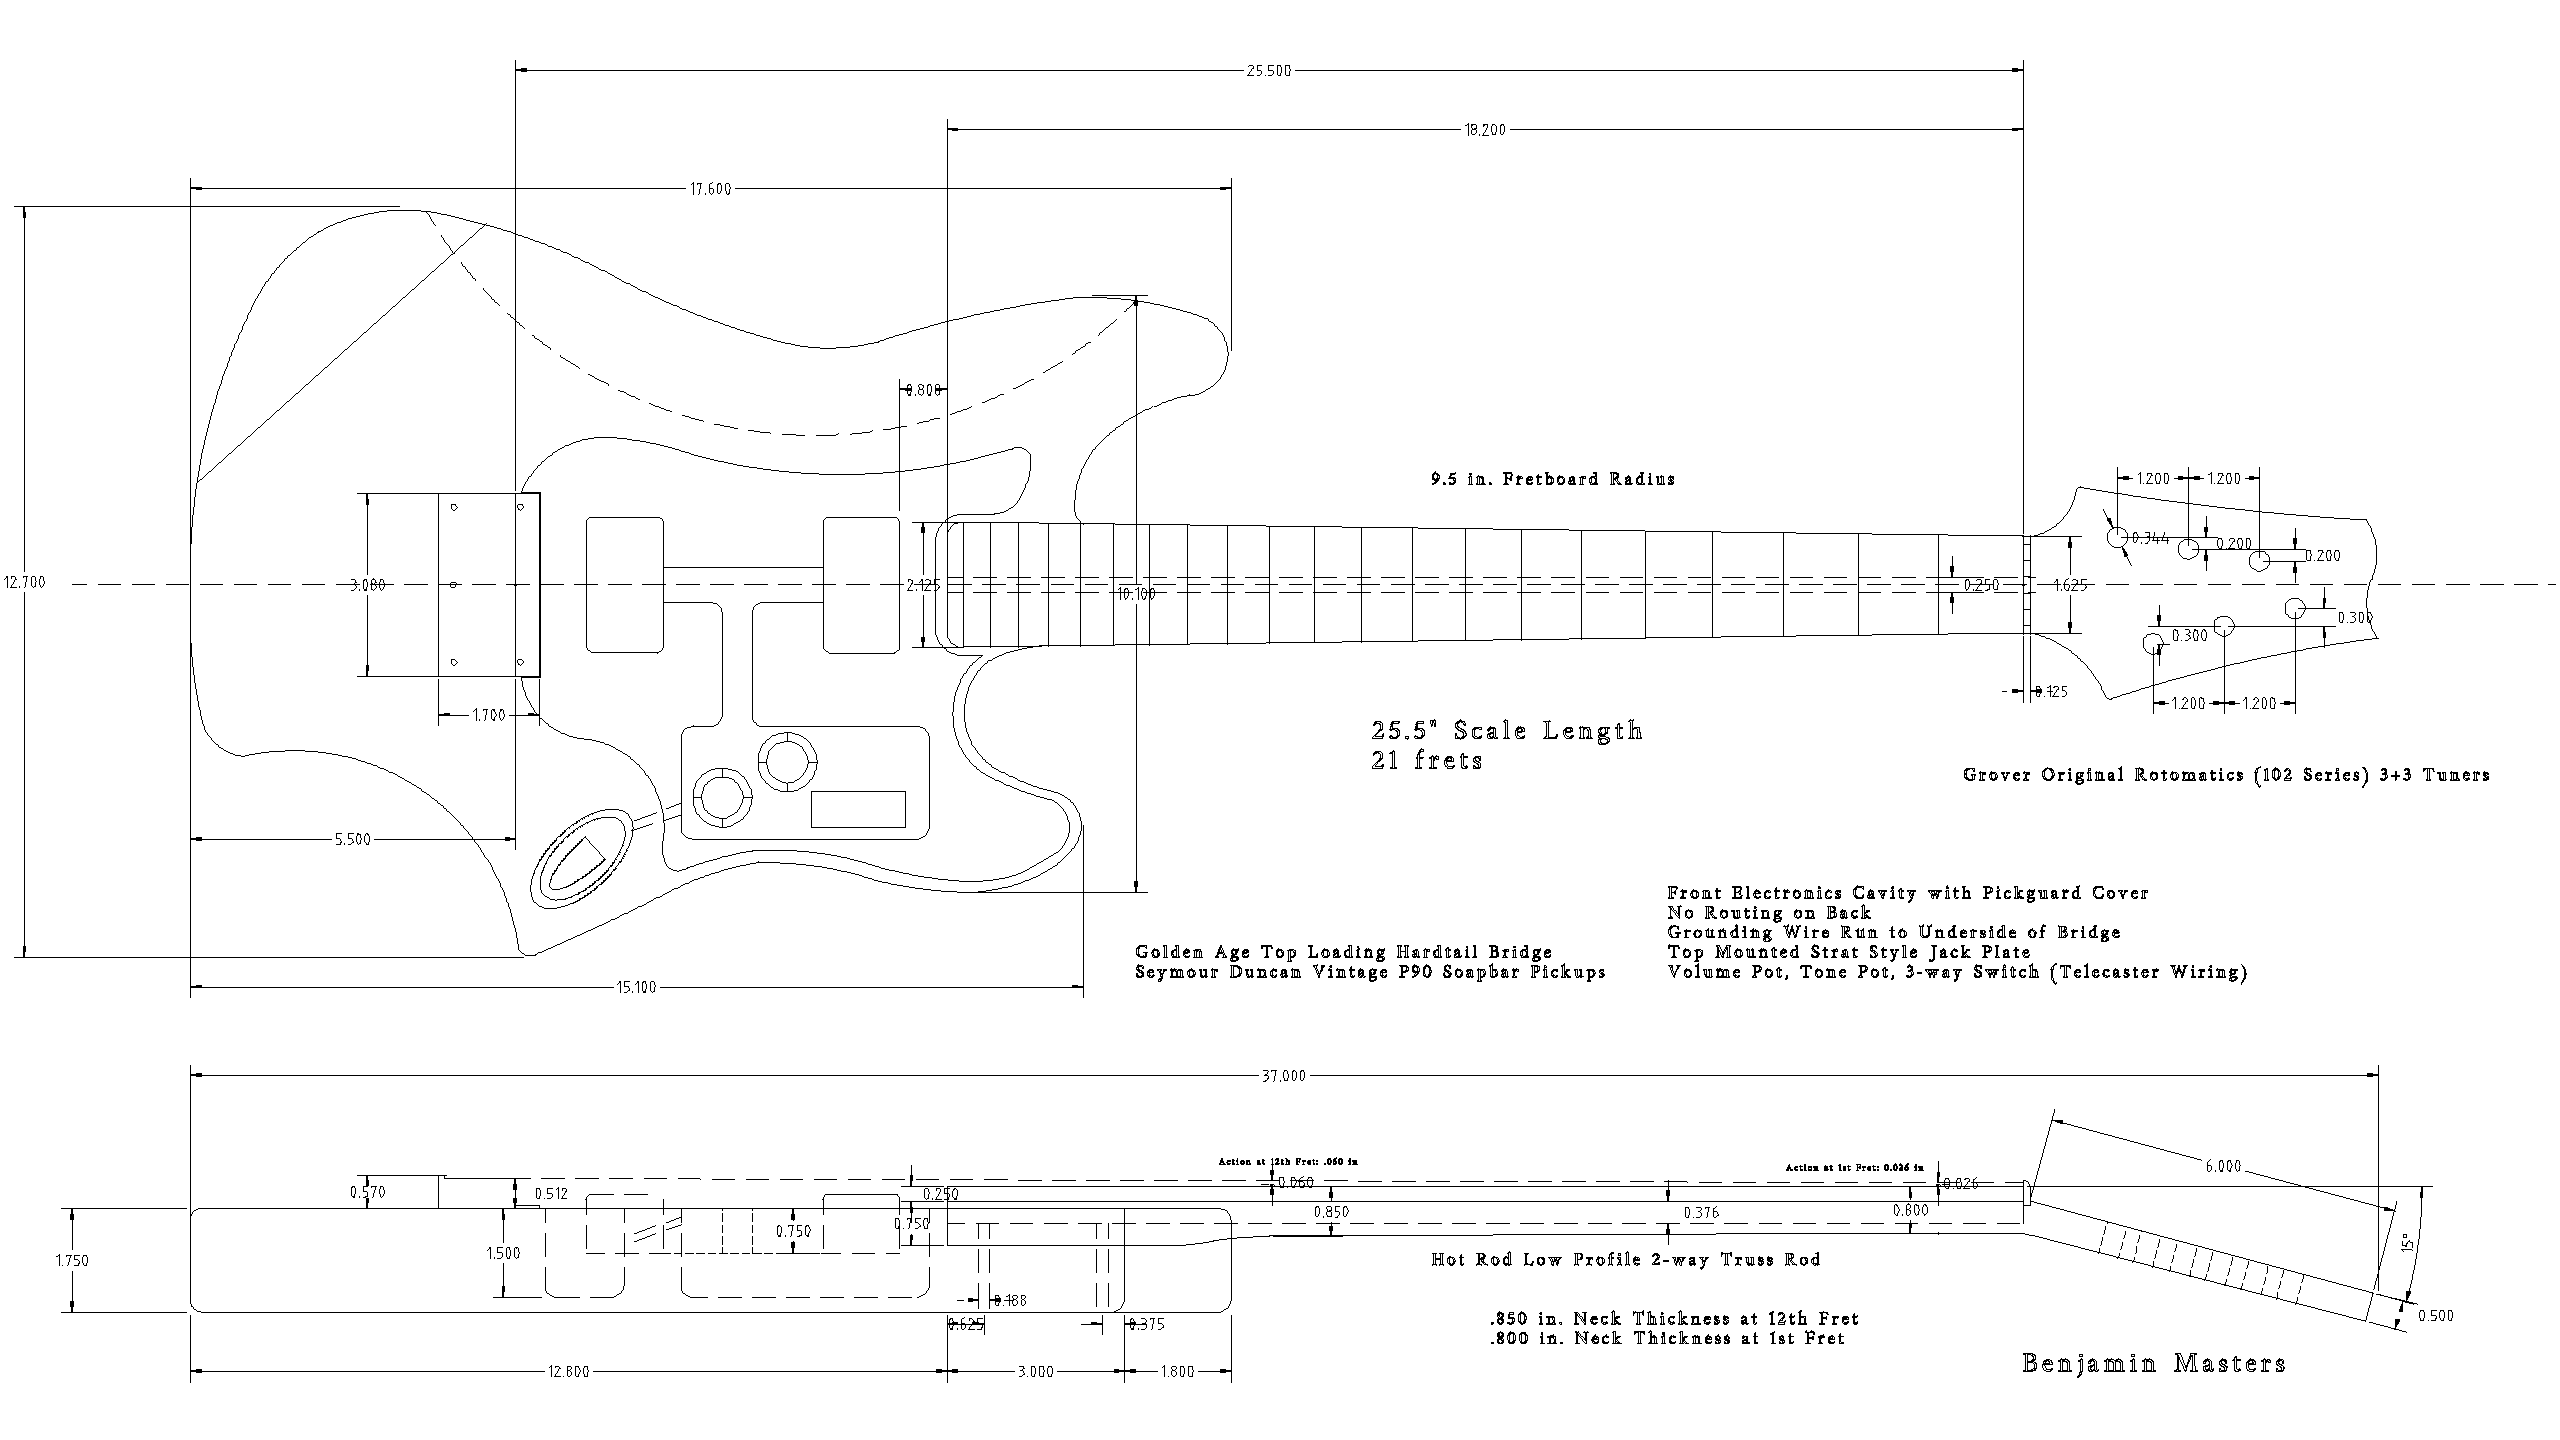 25.500
18.200
17.600
0.800
9.5 in. Fretboard Radius
1.200
1.200
0.344
0.200
0.200
12.700
3.080
2.125
10.100
0.250
1.625
0.300
0.300
0.125
1.700
1.200
1.200
25.5" Scale Length
21 frets
Grover Original Rotomatics (102 Series) 3+3 Tuners
5.500
Front Electronics Cavity with Pickguard Cover
No Routing on Back
Grounding Wire Run to Underside of Bridge
Top Mounted Strat Style Jack Plate
Volume Pot, Tone Pot, 3-way Switch (Telecaster Wiring)
Golden Age Top Loading Hardtail Bridge
Seymour Duncan Vintage P90 Soapbar Pickups
15.100
37.000
Action at 12th Fret: .060 in
Action at 1st Fret: 0.026 in
6.000
0.570
0.512
0.250
0.060
0.026
0.850
0.376
0.800
0.750
0.750
1.500
1.750
15°
Hot Rod Low Profile 2-way Truss Rod
0.188
0.625
0.375
.850 in. Neck Thickness at 12th Fret
.800 in. Neck Thickness at 1st Fret
0.500
12.800
3.000
1.800
Benjamin Masters